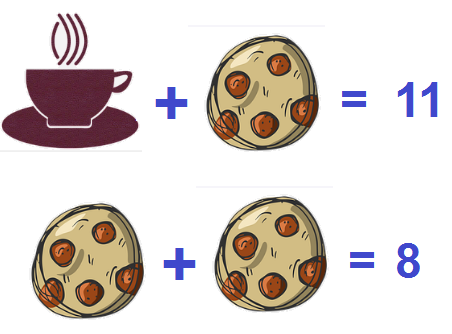 + = 11
+ = 8